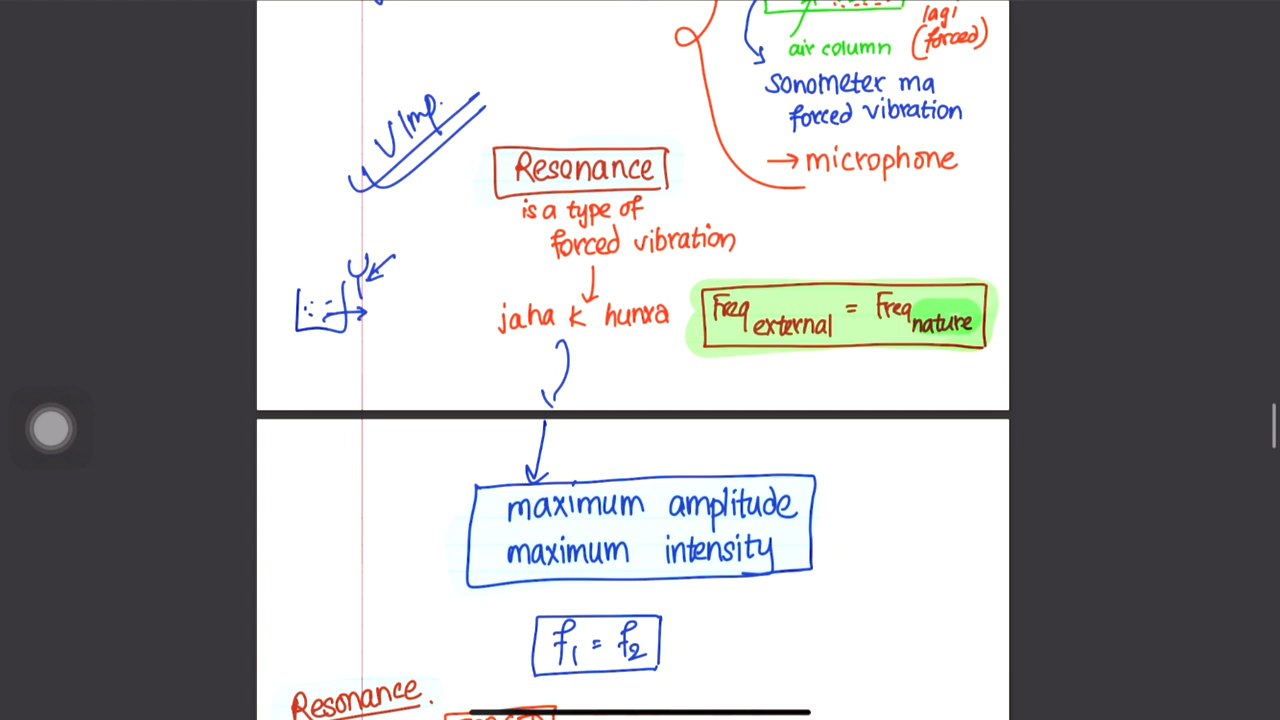 lagi
air column (forced)
sonometer ma
forced vibration
→ microphone
V Imp.
Resonance
is a type of
forced vibration
jaha k hunxa
Freq external = Freq nature
maximum amplitude
maximum intensity
f₁ = f₂
Resonance.